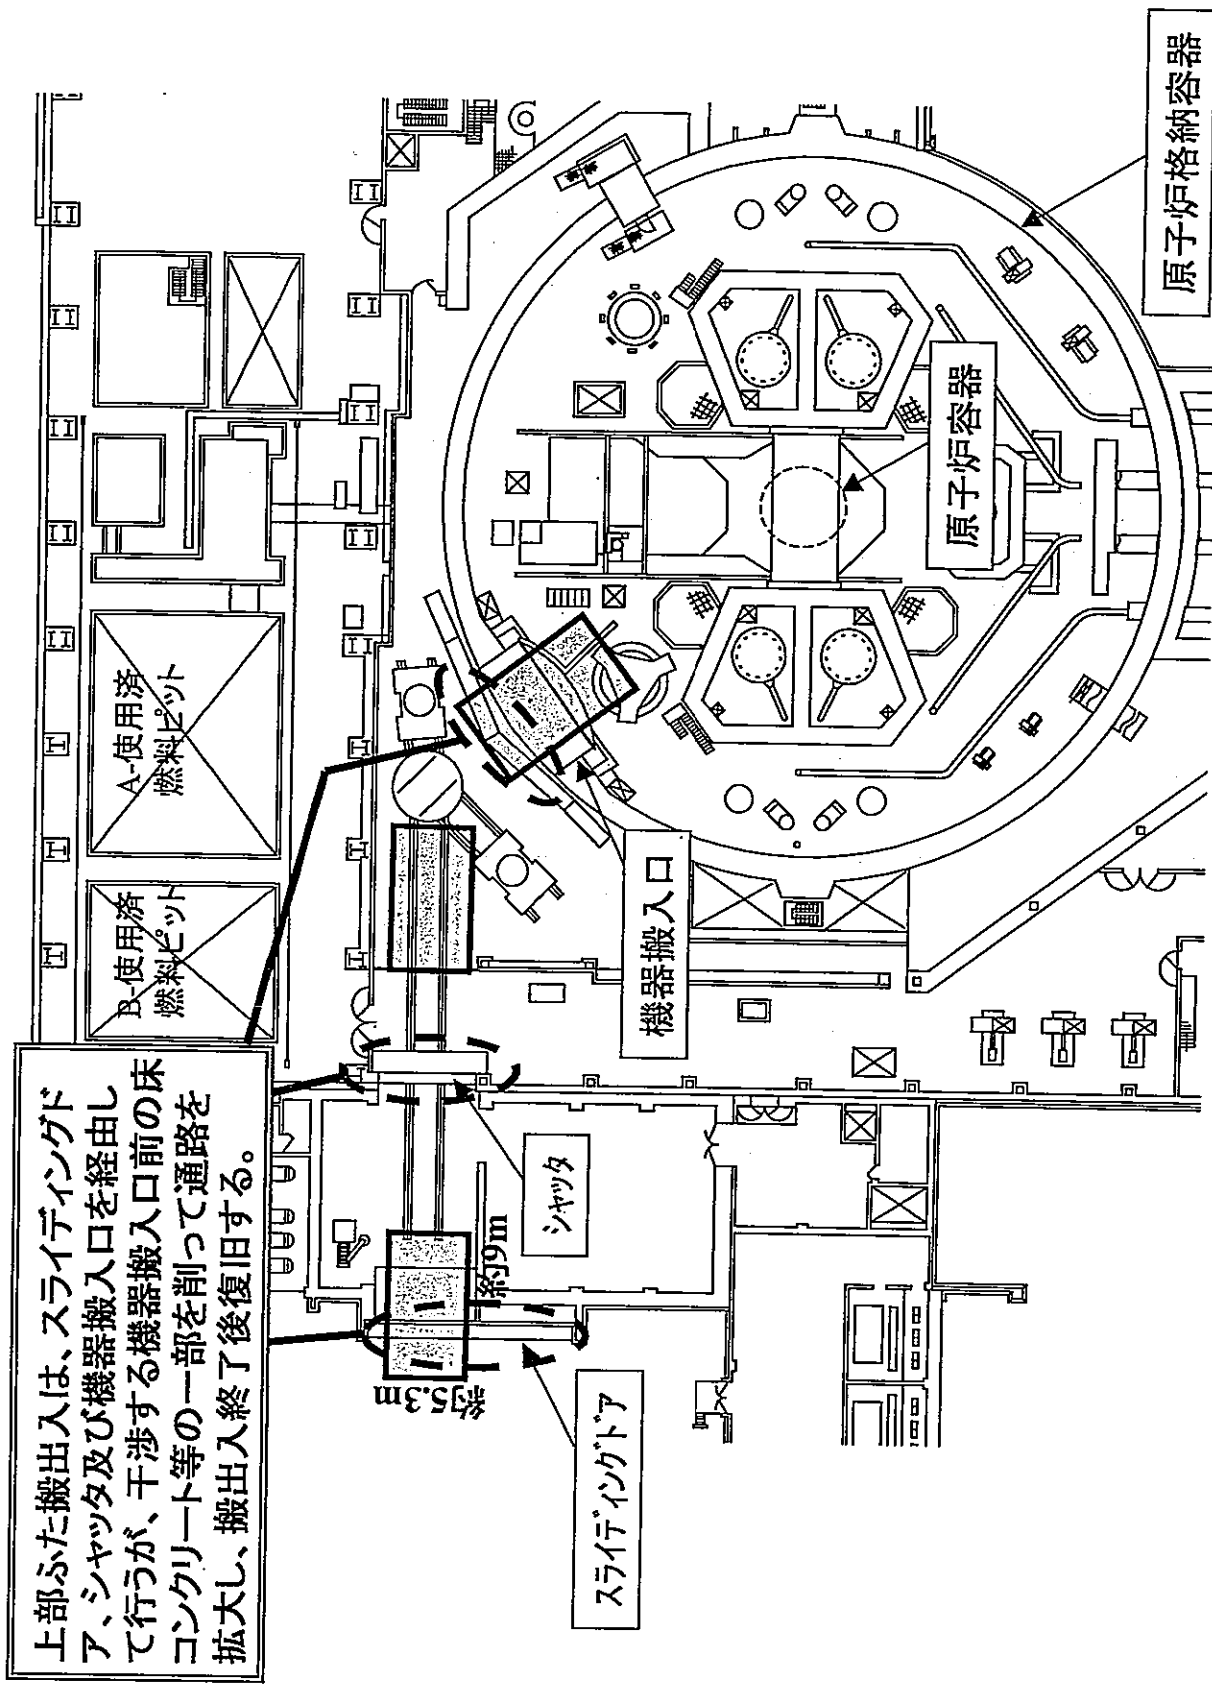 上部ふた搬出入は、スライディングド
ア、シャッタ及び機器搬入口を経由し
て行うが、干渉する機器搬入口前の床
コンクリート等の一部を削って通路を
拡大し、搬出入終了後復旧する。
B-使用済
燃料ピット
A-使用済
燃料ピット
約5.3m
約9m
スライディングドア
シャッタ
機器搬入口
原子炉容器
原子炉格納容器